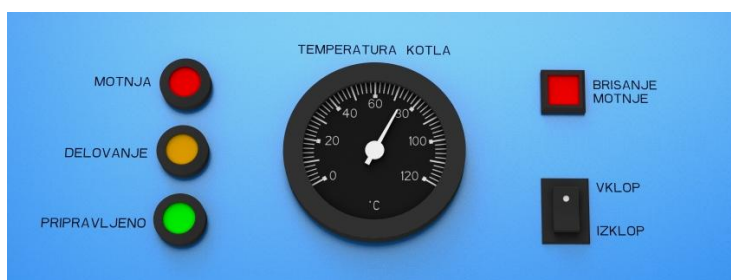 TEMPERATURA KOTLA
MOTNJA
DELOVANJE
PRIPRAVLJENO
0
20
40
60
80
100
120
°C
BRISANJE
MOTNJE
VKLOP
IZKLOP